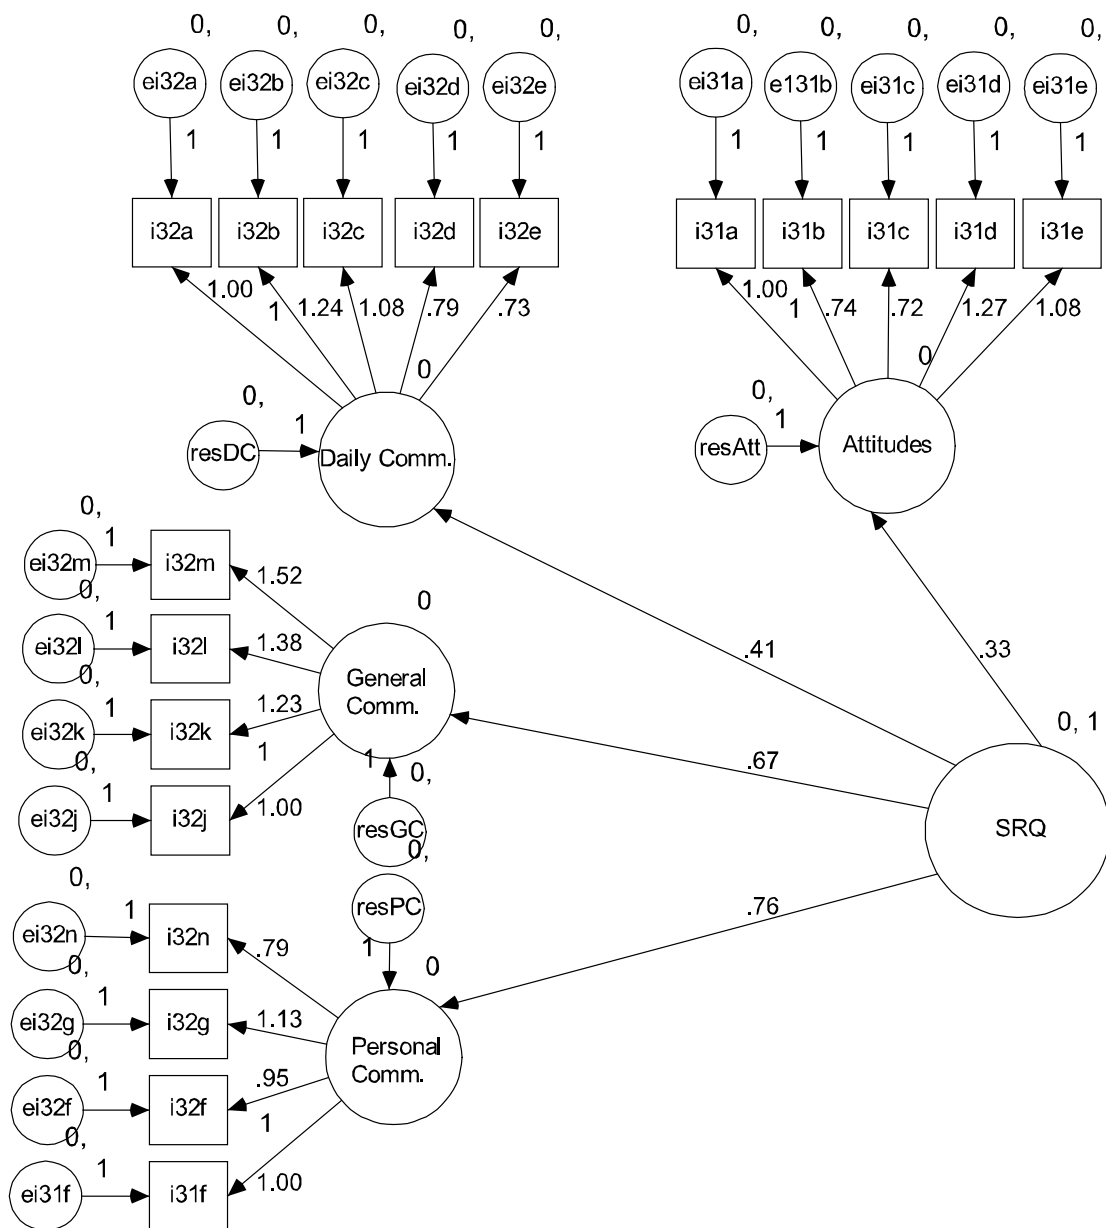 0, 0, 0, 0, 0, 0, 0, 0, 0, 0,
ei32a ei32b ei32c ei32d ei32e ei31a e131b ei31c ei31d ei31e
1 1 1 1 1 1 1 1 1 1
i32a i32b i32c i32d i32e i31a i31b i31c i31d i31e
1.00 1 1.24 1.08 .79 .73 1.00 1 .74 .72 1.27 1.08
0 0
0, 0,
1 1
resDC Daily Comm. resAtt Attitudes
0,
1
ei32m i32m 1.52
0,
1
ei32l i32l 1.38
0
General
Comm.
.41
.33
0,
1
ei32k i32k 1.23
0, 1
0,
1
ei32j i32j 1.00
1
1
0,
resGC
.67
SRQ
0,
1
ei32n i32n .79
0,
resPC
1
0
.76
0,
1
ei32g i32g 1.13
Personal
Comm.
0,
1
ei32f i32f .95
1
0,
1
ei31f i31f 1.00